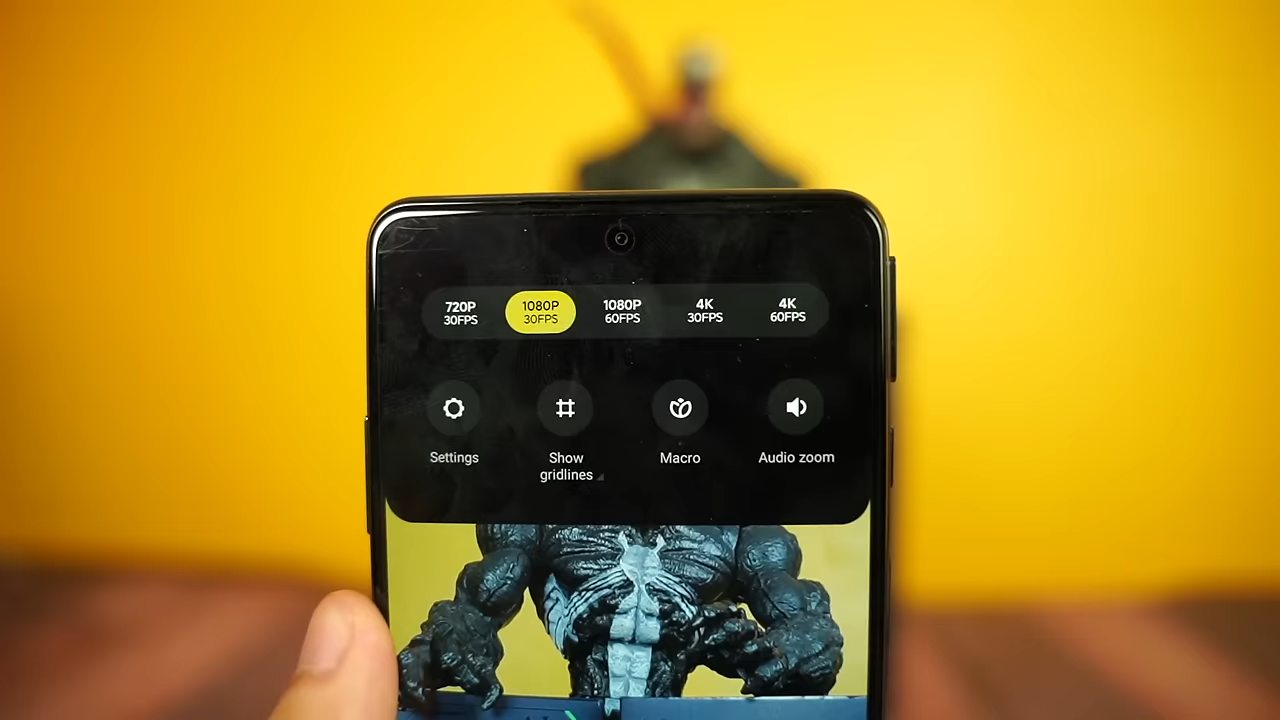 720P
30FPS
1080P
30FPS
1080P
60FPS
4K
30FPS
4K
60FPS
Settings
Show
gridlines
Macro
Audio zoom